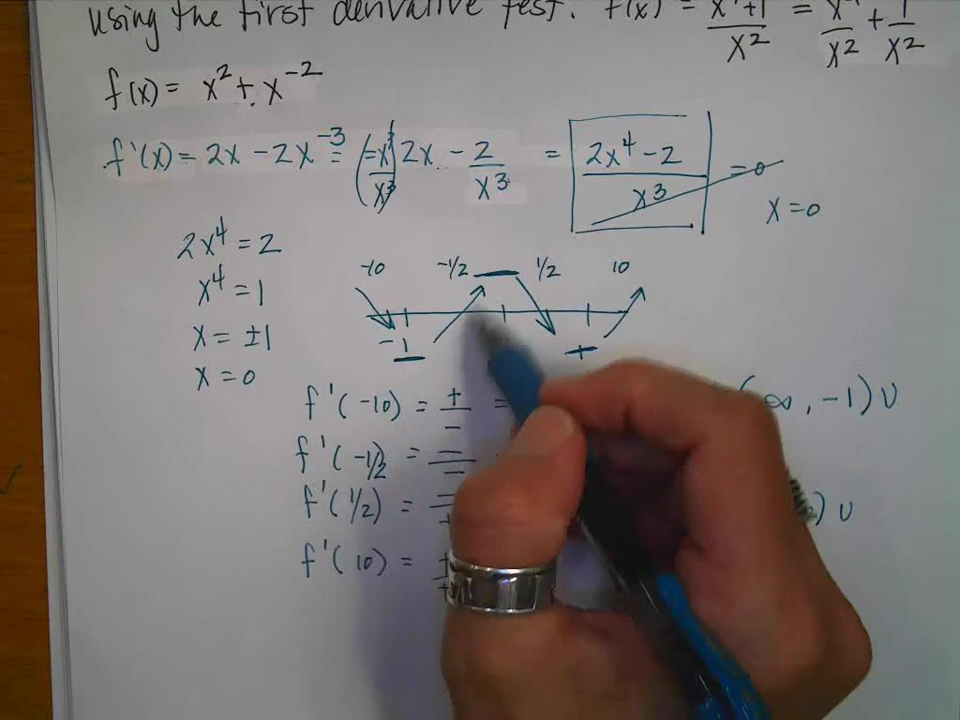 using the first derivative test. f(x) = x⁴+1/x² = x⁴/x² + 1/x²
f(x) = x² + x⁻²
f'(x) = 2x − 2x⁻³ = (x³/x³) 2x − 2/x³ = 2x⁴−2/x³ = 0
x = 0
2x⁴ = 2
x⁴ = 1
x = ±1
x = 0
-10 -1/2 1/2 10
-1
f'(-10) = +/− =
∞, -1) U
f'(-1/2) = −/−
f'(1/2) = −/+
) U
f'(10) = +/+